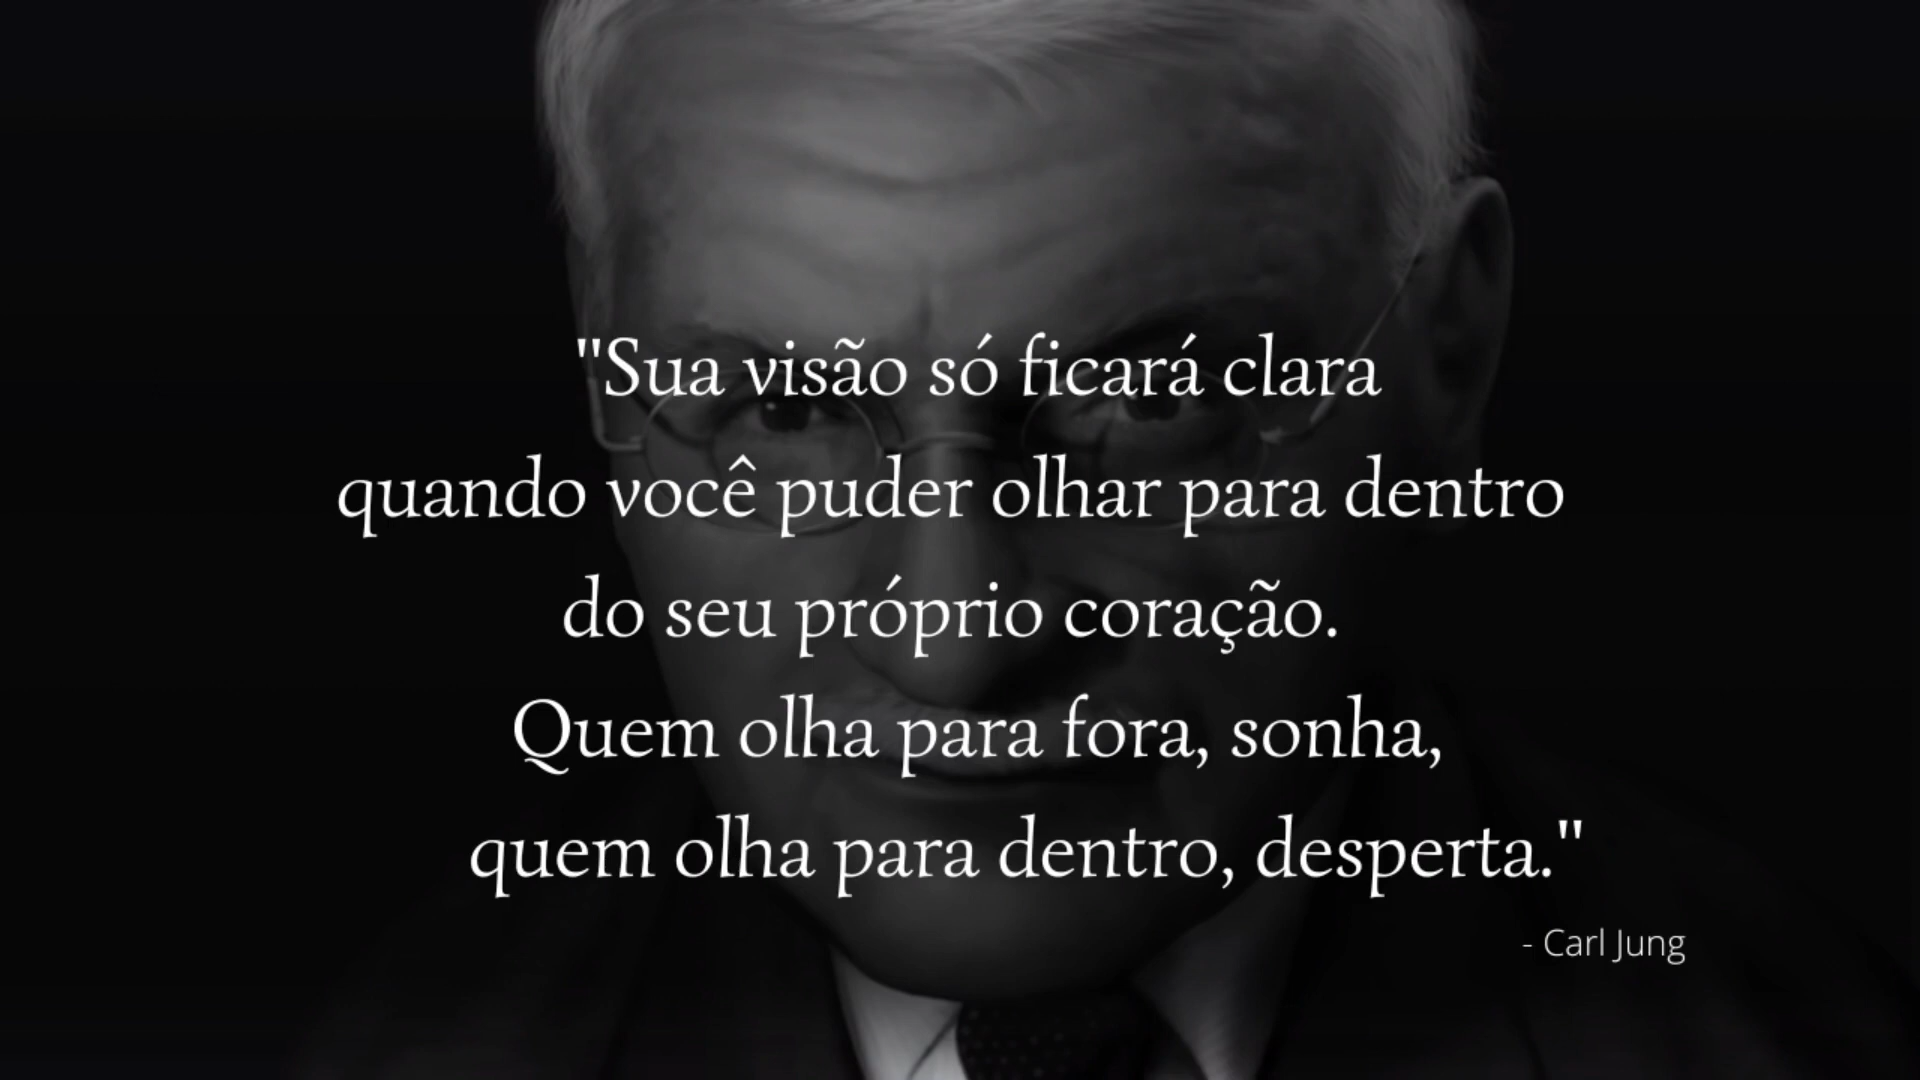 "Sua visão só ficará clara
quando você puder olhar para dentro
do seu próprio coração.
Quem olha para fora, sonha,
quem olha para dentro, desperta."
- Carl Jung